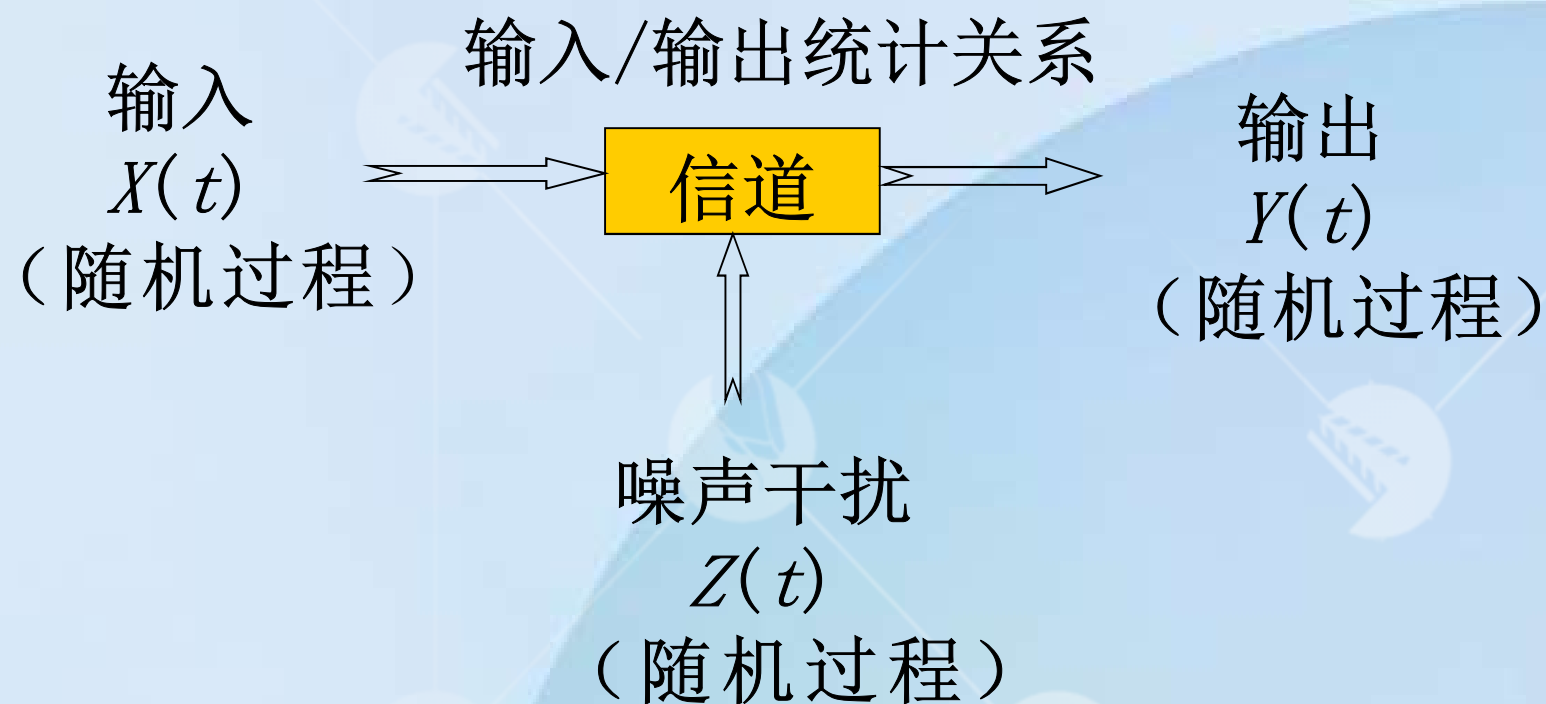 输入/输出统计关系
输入
X(t)
（随机过程）
信道
输出
Y(t)
（随机过程）
噪声干扰
Z(t)
（随机过程）